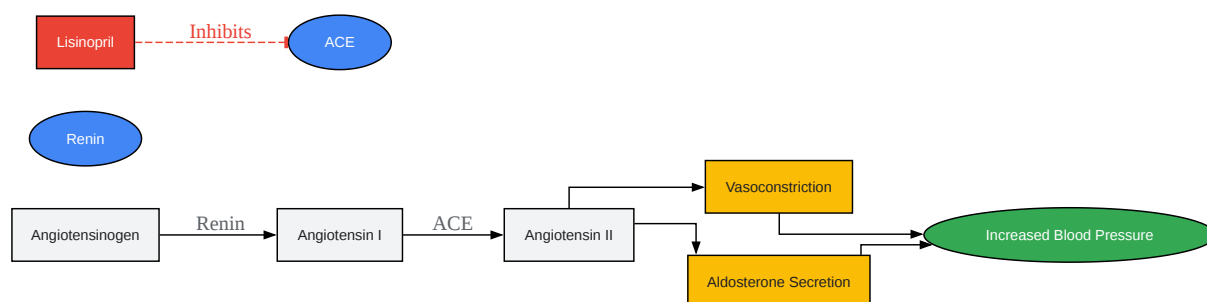 Lisinopril
Inhibits
ACE
Renin
Vasoconstriction
Angiotensinogen
Renin
Angiotensin I
ACE
Angiotensin II
Increased Blood Pressure
Aldosterone Secretion